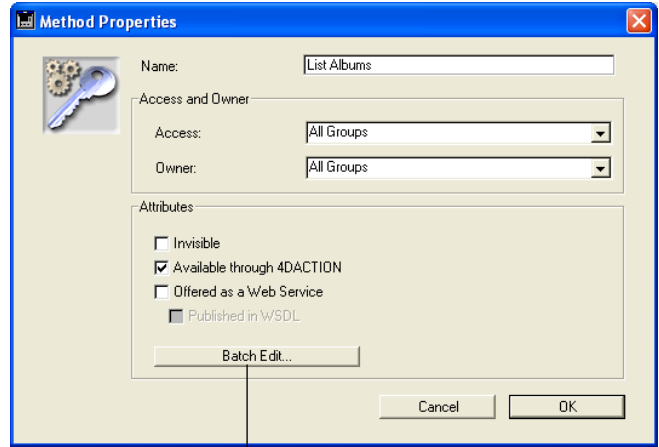 Method Properties
Name: List Albums
Access and Owner
Access: All Groups
Owner: All Groups
Attributes
Invisible
Available through 4DACTION
Offered as a Web Service
Published in WSDL
Batch Edit...
Cancel OK